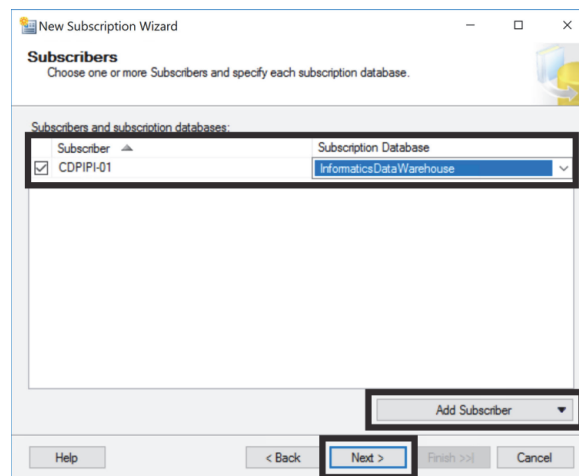 New Subscription Wizard
Subscribers
Choose one or more Subscribers and specify each subscription database.
Subscribers and subscription databases:
Subscriber Subscription Database
CDPIPI-01 InformaticsDataWarehouse
Add Subscriber
Help < Back Next > Finish >>| Cancel